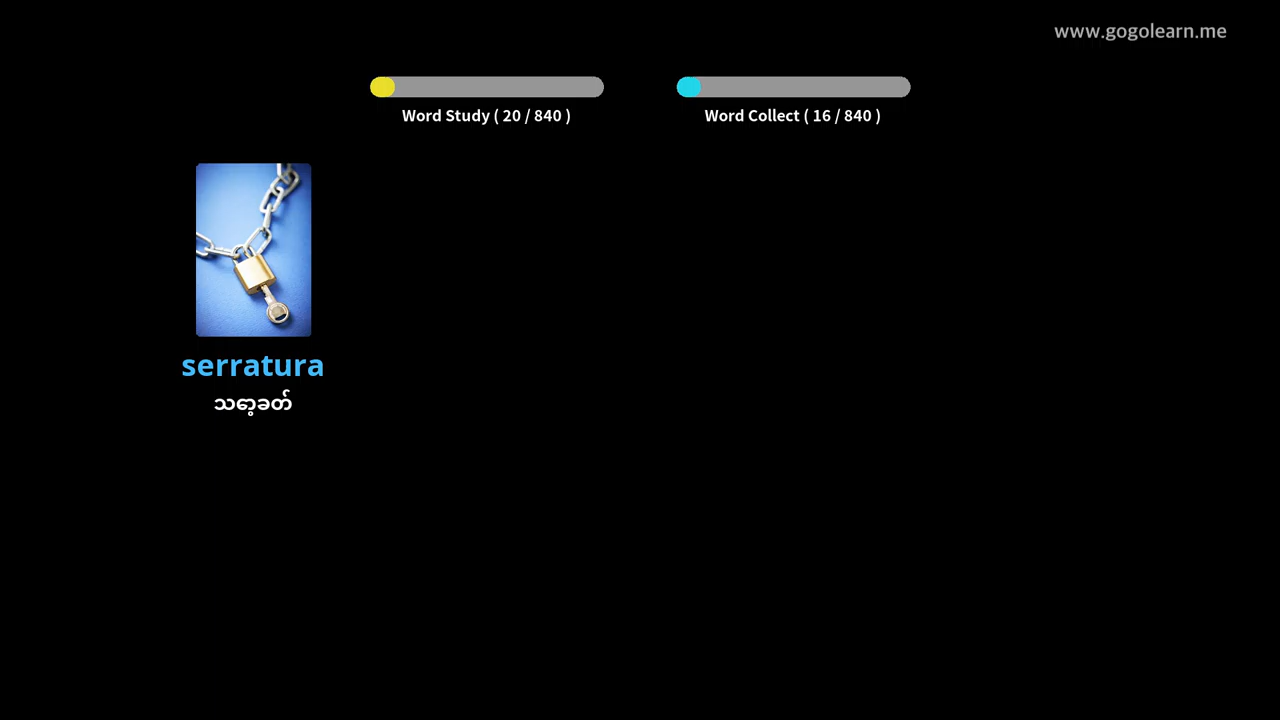 www.gogolearn.me
Word Study ( 20 / 840 )
Word Collect ( 16 / 840 )
serratura
သော့ခတ်